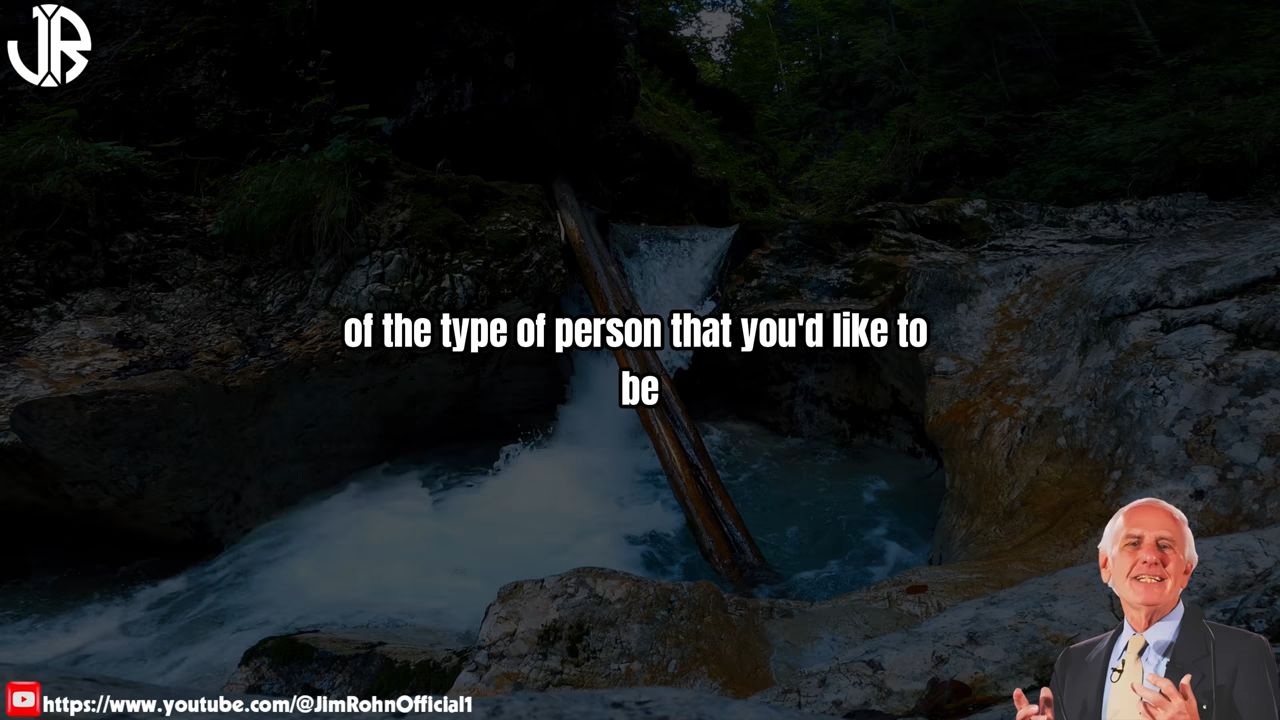 JR
of the type of person that you'd like to
be
https://www.youtube.com/@JimRohnOfficial1